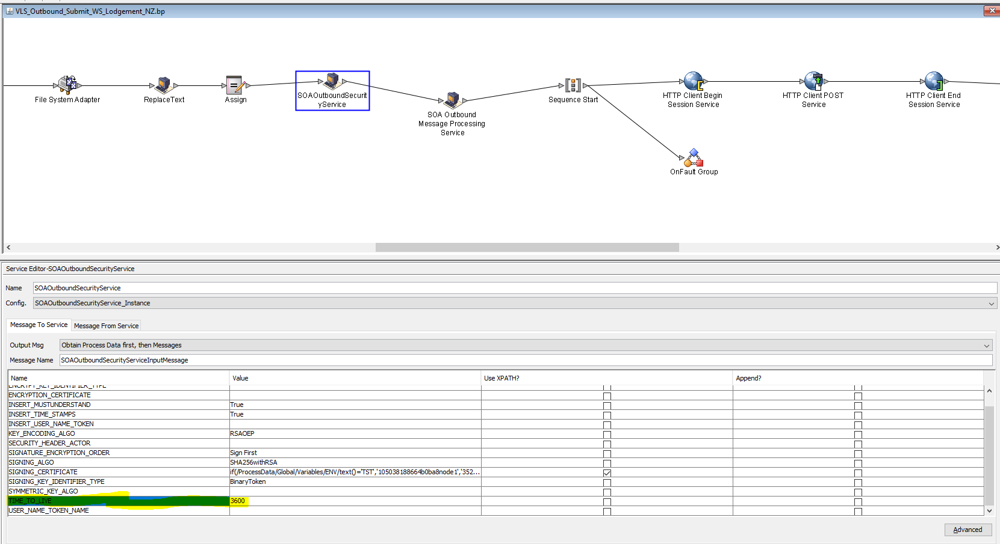 VLS_Outbound_Submit_WS_Lodgement_NZ.bp
File System Adapter
ReplaceText
Assign
SOAOutboundSecurit
yService
SOA Outbound
Message Processing
Service
Sequence Start
HTTP Client Begin
Session Service
HTTP Client POST
Service
HTTP Client End
Session Service
OnFault Group
Service Editor-SOAOutboundSecurityService
Name SOAOutboundSecurityService
Config. SOAOutboundSecurityService_Instance
Message To Service Message From Service
Output Msg Obtain Process Data first, then Messages
Message Name SOAOutboundSecurityServiceInputMessage
Name Value Use XPATH? Append?
ENCRYPT_KEY_IDENTIFIER_TYPE
ENCRYPTION_CERTIFICATE
INSERT_MUSTUNDERSTAND True
INSERT_TIME_STAMPS True
INSERT_USER_NAME_TOKEN
KEY_ENCODING_ALGO RSAOEP
SECURITY_HEADER_ACTOR
SIGNATURE_ENCRYPTION_ORDER Sign First
SIGNING_ALGO SHA256withRSA
SIGNING_CERTIFICATE if(/ProcessData/Global/Variables/ENV/text()='TST','105038188664b0ba8node1','352...
SIGNING_KEY_IDENTIFIER_TYPE BinaryToken
SYMMETRIC_KEY_ALGO
TIME_TO_LIVE 3600
USER_NAME_TOKEN_NAME
Advanced